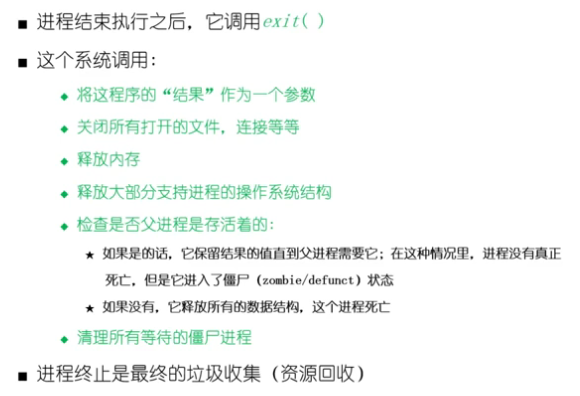 ■ 进程结束执行之后，它调用exit( )
■ 这个系统调用：
◆ 将这程序的“结果”作为一个参数
◆ 关闭所有打开的文件，连接等等
◆ 释放内存
◆ 释放大部分支持进程的操作系统结构
◆ 检查是否父进程是存活着的：
★ 如果是的话，它保留结果的值直到父进程需要它；在这种情况里，进程没有真正
死亡，但是它进入了僵尸（zombie/defunct）状态
★ 如果没有，它释放所有的数据结构，这个进程死亡
◆ 清理所有等待的僵尸进程
■ 进程终止是最终的垃圾收集（资源回收）